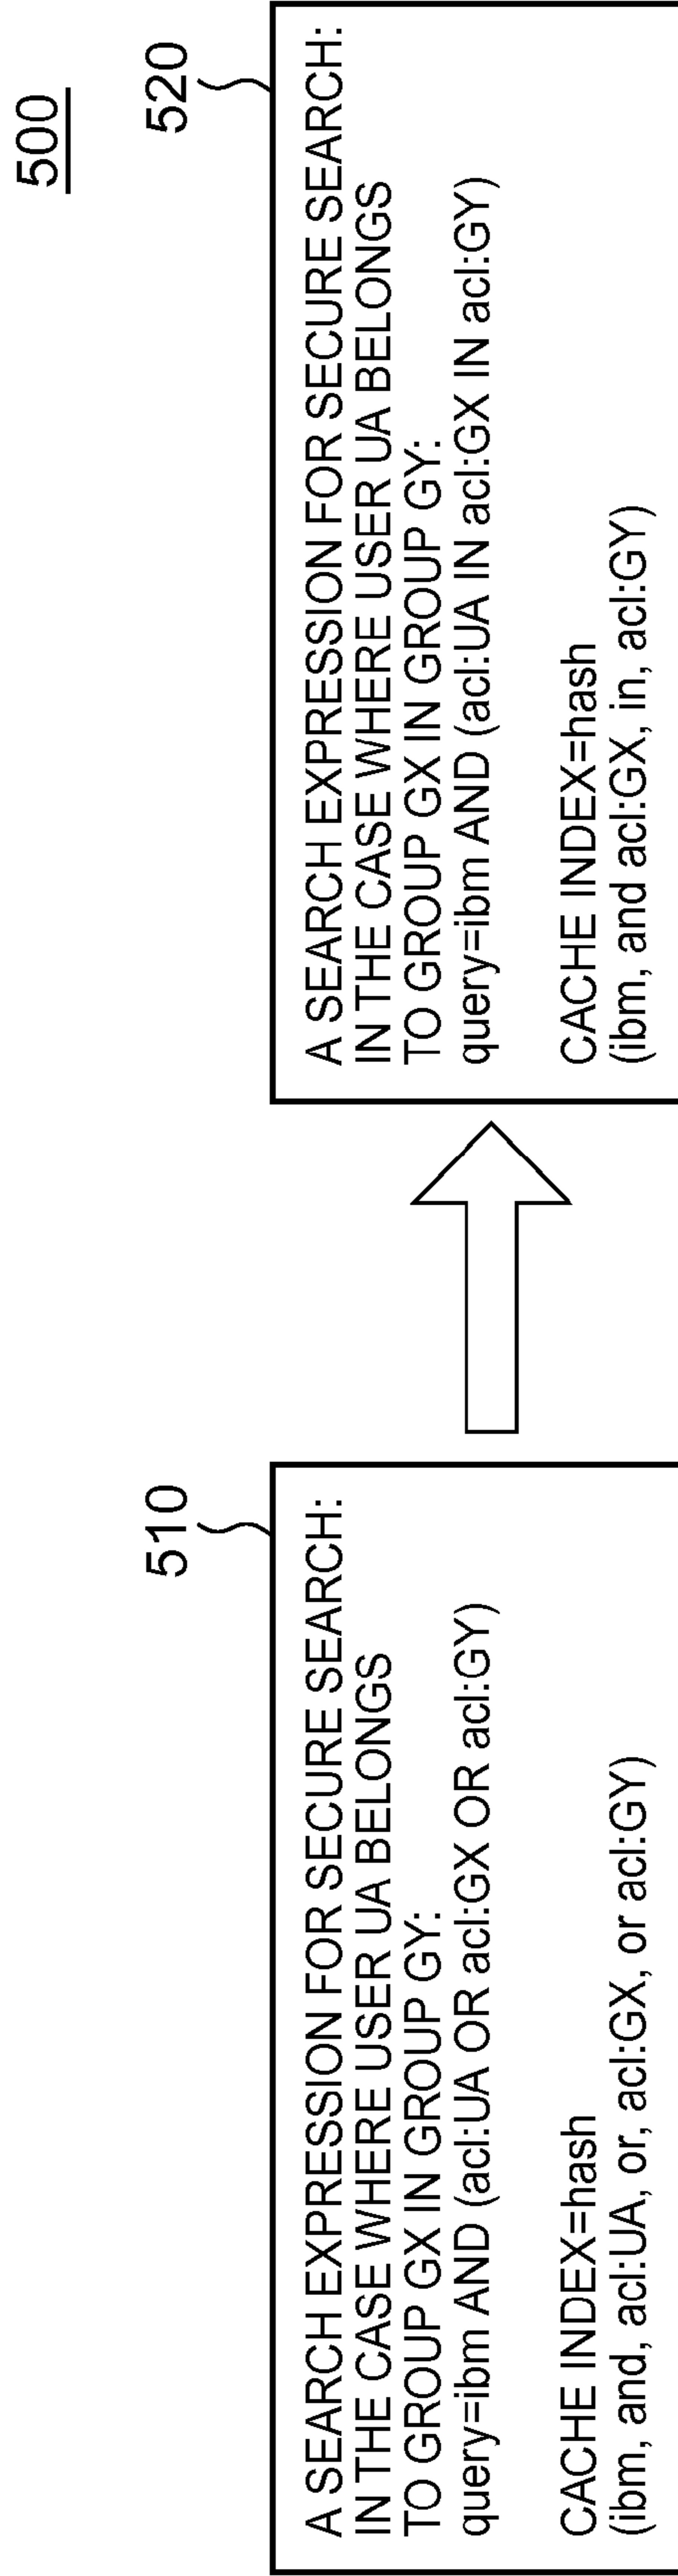 500
510
A SEARCH EXPRESSION FOR SECURE SEARCH:
IN THE CASE WHERE USER UA BELONGS
TO GROUP GX IN GROUP GY:
query=ibm AND (acl:UA OR acl:GX OR acl:GY)
CACHE INDEX=hash
(ibm, and, acl:UA, or, acl:GX, or acl:GY)
520
A SEARCH EXPRESSION FOR SECURE SEARCH:
IN THE CASE WHERE USER UA BELONGS
TO GROUP GX IN GROUP GY:
query=ibm AND (acl:UA IN acl:GX IN acl:GY)
CACHE INDEX=hash
(ibm, and acl:GX, in, acl:GY)